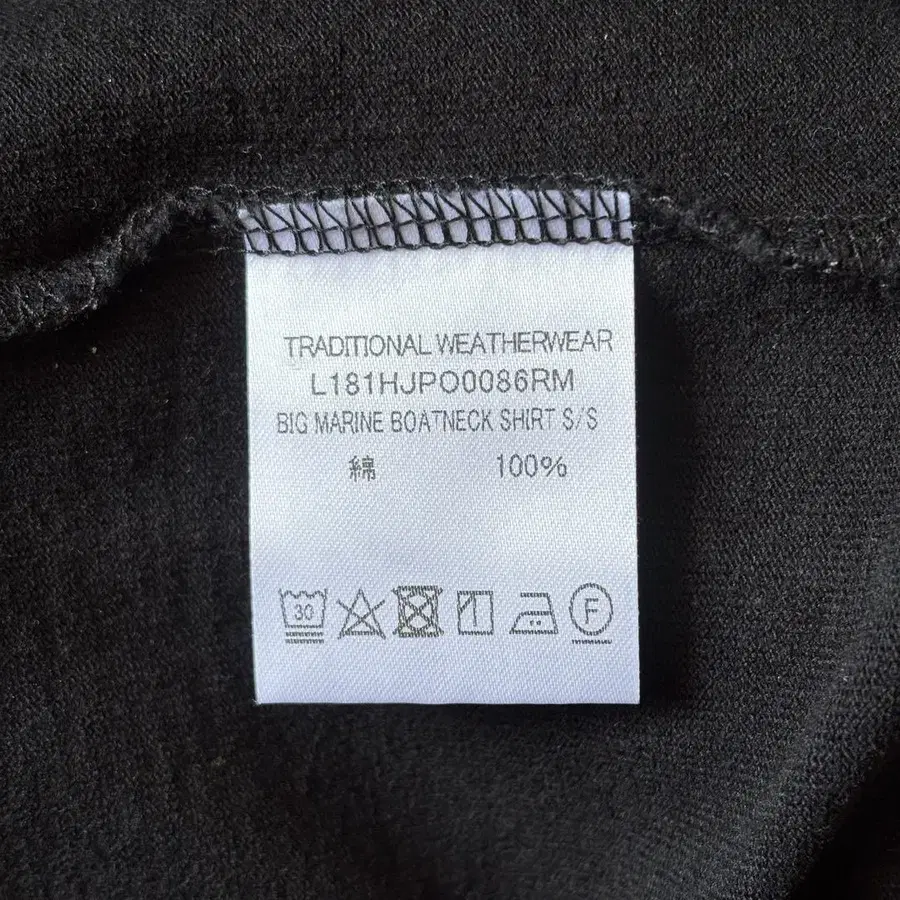 TRADITIONAL WEATHERWEAR
L181HJPO0086RM
BIG MARINE BOATNECK SHIRT S/S
綿 100%
30 F